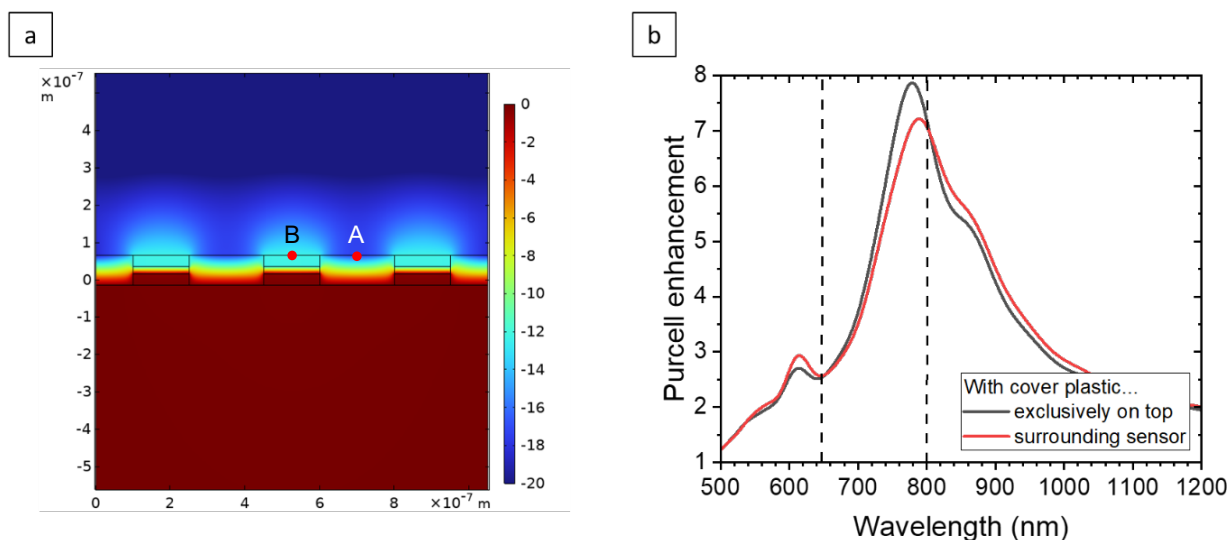 a
×10⁻⁷
m
4
3
2
1
0
-1
-2
-3
-4
-5
0
2
4
6
8
×10⁻⁷ m
B
A
0
-2
-4
-6
-8
-10
-12
-14
-16
-18
-20
b
Purcell enhancement
8
7
6
5
4
3
2
1
500 600 700 800 900 1000 1100 1200
Wavelength (nm)
With cover plastic...
exclusively on top
surrounding sensor